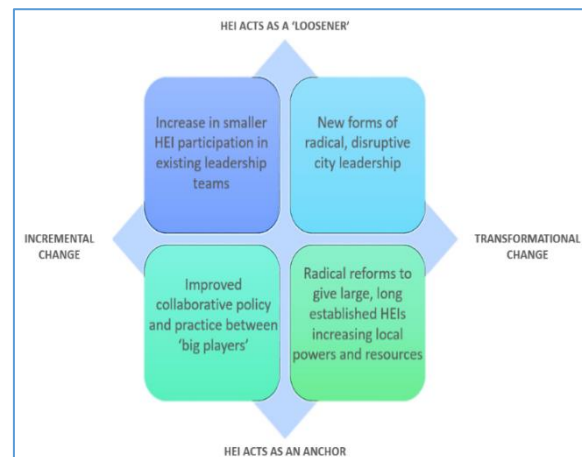 HEI ACTS AS A ‘LOOSENER’
Increase in smaller
HEI participation in
existing leadership
teams
New forms of
radical, disruptive
city leadership
INCREMENTAL
CHANGE
TRANSFORMATIONAL
CHANGE
Improved
collaborative policy
and practice between
‘big players’
Radical reforms to
give large, long
established HEIs
increasing local
powers and resources
HEI ACTS AS AN ANCHOR